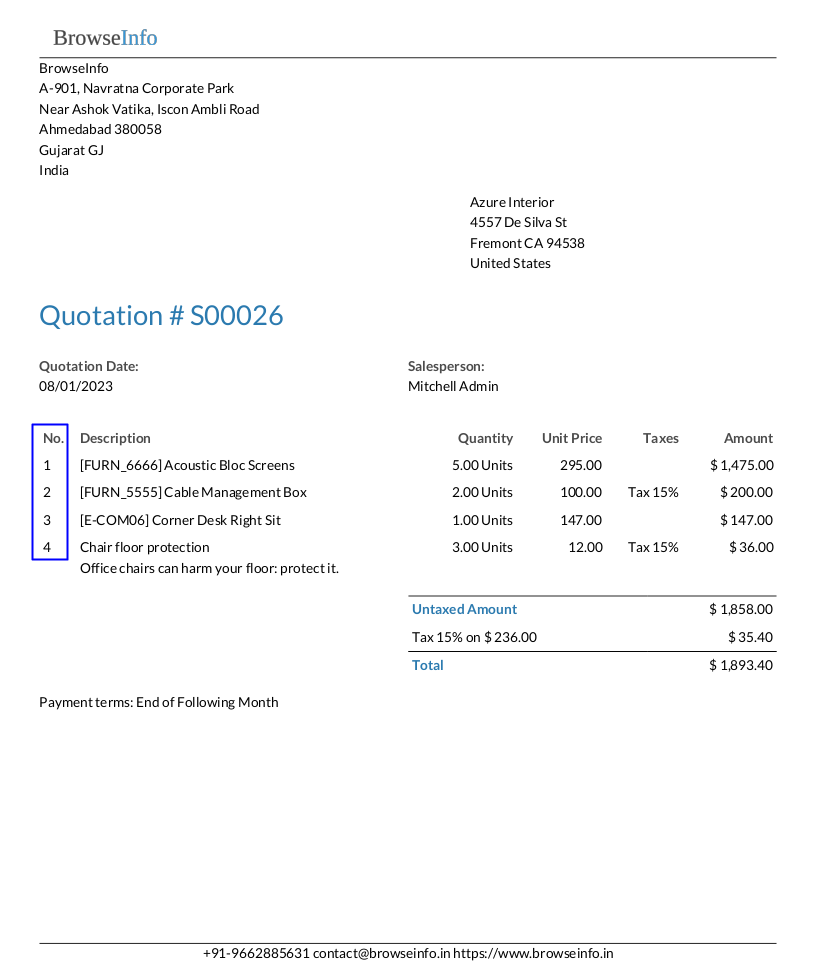 BrowseInfo
BrowseInfo
A-901, Navratna Corporate Park
Near Ashok Vatika, Iscon Ambli Road
Ahmedabad 380058
Gujarat GJ
India
Azure Interior
4557 De Silva St
Fremont CA 94538
United States
Quotation # S00026
Quotation Date: Salesperson:
08/01/2023 Mitchell Admin
No. Description Quantity Unit Price Taxes Amount
1 [FURN_6666] Acoustic Bloc Screens 5.00 Units 295.00 $ 1,475.00
2 [FURN_5555] Cable Management Box 2.00 Units 100.00 Tax 15% $ 200.00
3 [E-COM06] Corner Desk Right Sit 1.00 Units 147.00 $ 147.00
4 Chair floor protection 3.00 Units 12.00 Tax 15% $ 36.00
Office chairs can harm your floor: protect it.
Untaxed Amount $ 1,858.00
Tax 15% on $ 236.00 $ 35.40
Total $ 1,893.40
Payment terms: End of Following Month
+91-9662885631 contact@browseinfo.in https://www.browseinfo.in